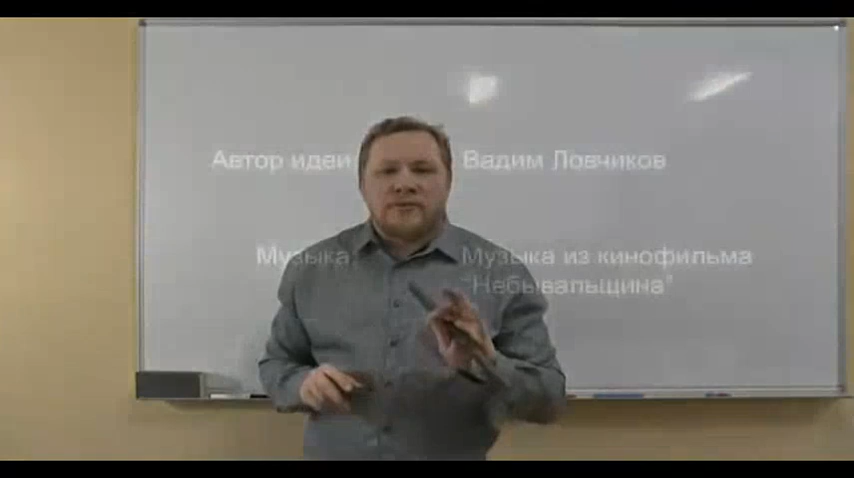 Автор идеи Вадим Ловчиков
Музыка Музыка из кинофильма
"Небывальщина"